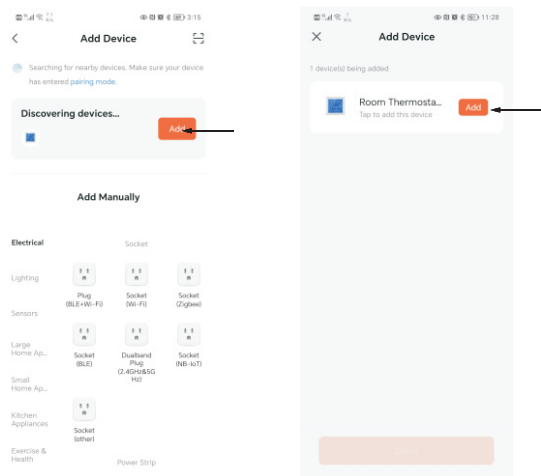 3:15
Add Device
Searching for nearby devices. Make sure your device
has entered pairing mode.
Discovering devices...
Add
Add Manually
Electrical
Socket
Lighting
Plug
(BLE+Wi-Fi)
Socket
(Wi-Fi)
Socket
(Zigbee)
Sensors
Large
Home Ap...
Socket
(BLE)
Dualband
Plug
(2.4GHz&5G
Hz)
Socket
(NB-IoT)
Small
Home Ap...
Kitchen
Appliances
Socket
(other)
Exercise &
Health
Power Strip
11:28
Add Device
1 device(s) being added
Room Thermosta...
Add
Tap to add this device